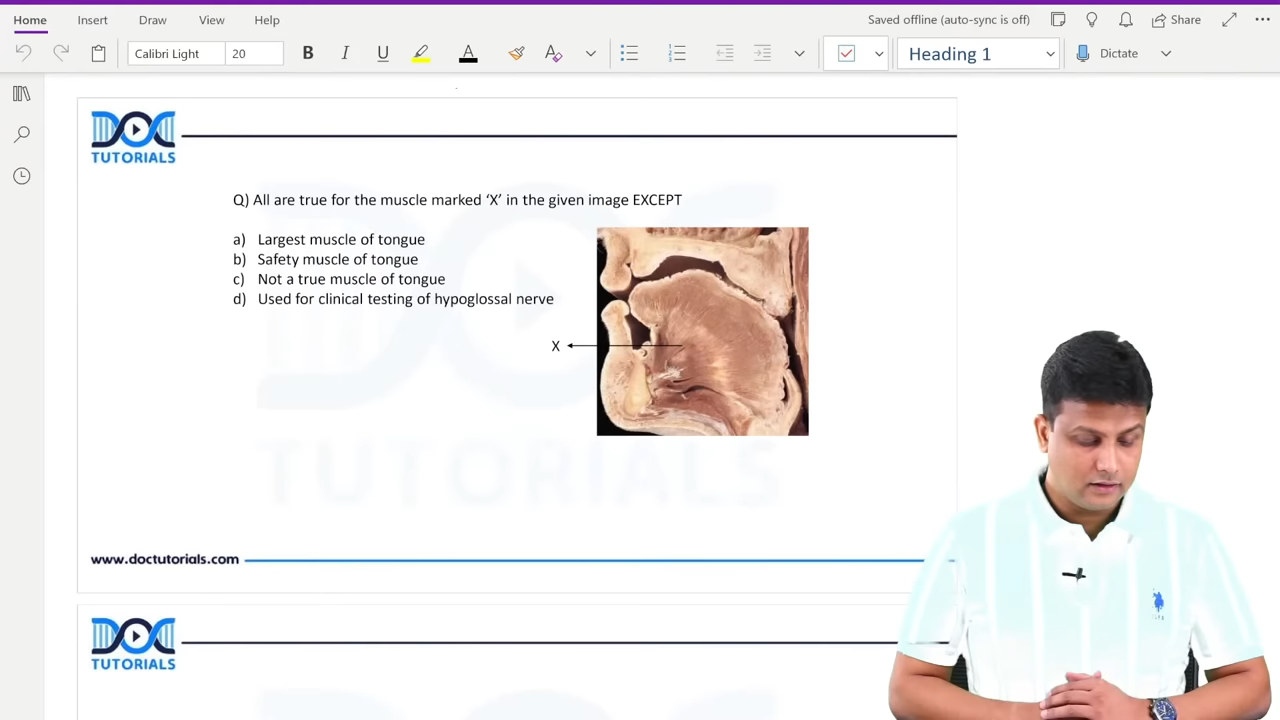 Home Insert Draw View Help Saved offline (auto-sync is off) Share
Calibri Light 20 B I U A A Heading 1 Dictate
TUTORIALS
Q) All are true for the muscle marked ‘X’ in the given image EXCEPT
a) Largest muscle of tongue
b) Safety muscle of tongue
c) Not a true muscle of tongue
d) Used for clinical testing of hypoglossal nerve
X
TUTORIALS
www.doctutorials.com
TUTORIALS